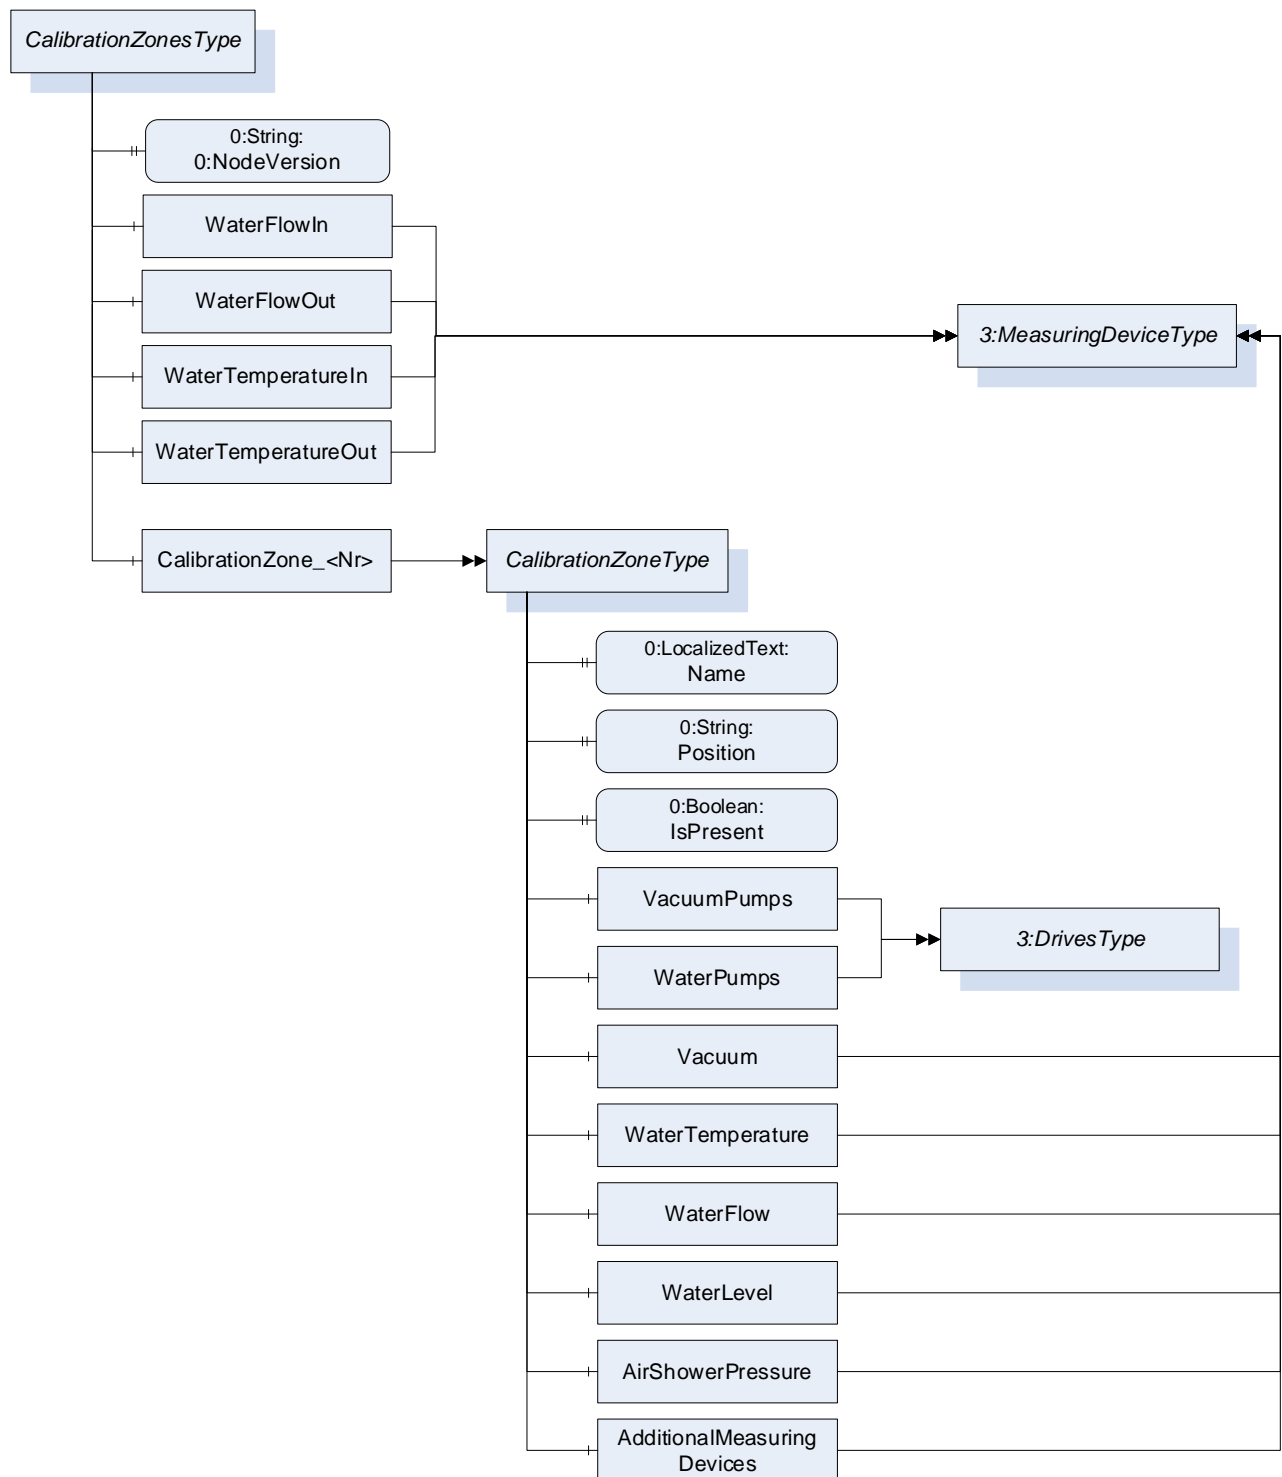 CalibrationZonesType
0:String:
0:NodeVersion
WaterFlowIn
WaterFlowOut
3:MeasuringDeviceType
WaterTemperatureIn
WaterTemperatureOut
CalibrationZone_<Nr>
CalibrationZoneType
0:LocalizedText:
Name
0:String:
Position
0:Boolean:
IsPresent
VacuumPumps
3:DrivesType
WaterPumps
Vacuum
WaterTemperature
WaterFlow
WaterLevel
AirShowerPressure
AdditionalMeasuring
Devices